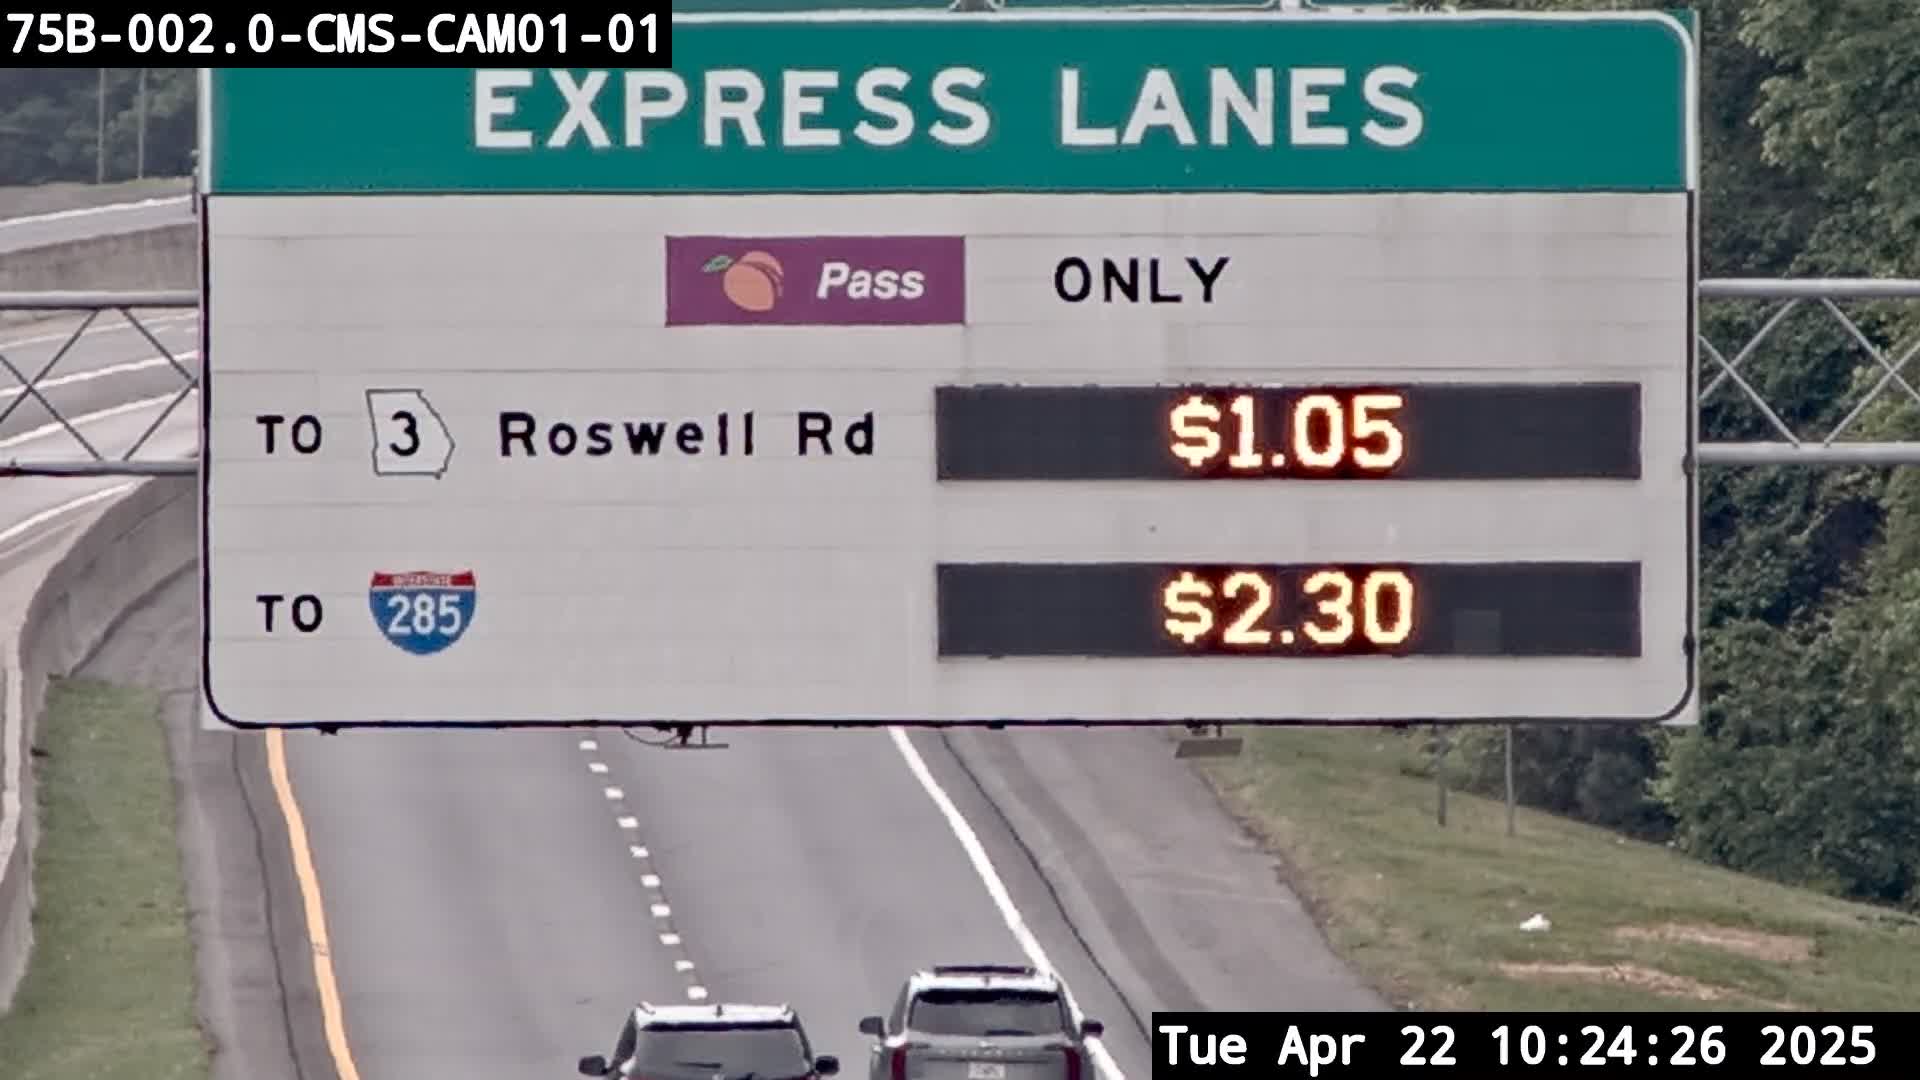 75B-002.0-CMS-CAM01-01
EXPRESS LANES
Pass ONLY
TO 3 Roswell Rd $1.05
TO INTERSTATE 285 $2.30
Tue Apr 22 10:24:26 2025